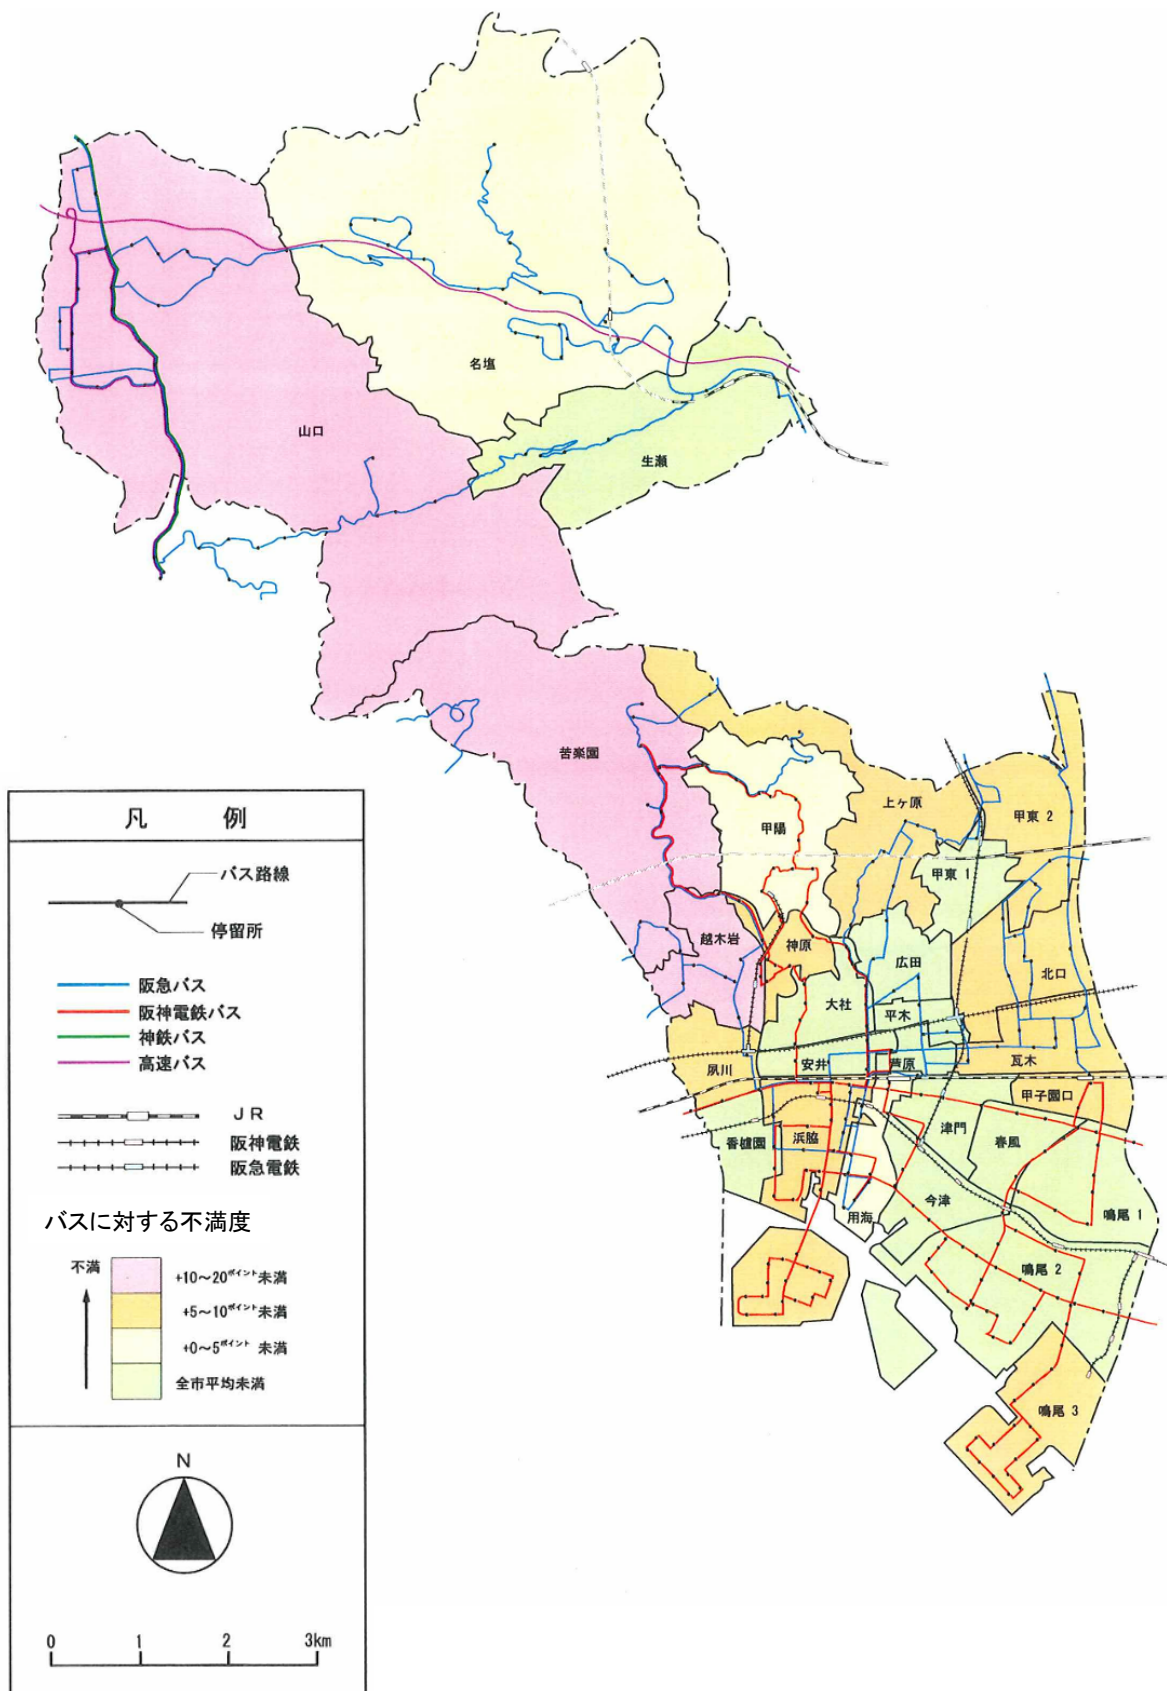 名塩
山口
生瀬
苦楽園
甲陽
上ヶ原
甲東 2
甲東 1
越木岩
神原
広田
北口
大社
平木
夙川
安井
芦原
瓦木
甲子園口
香櫨園
浜脇
津門
春風
用海
今津
鳴尾 1
鳴尾 2
鳴尾 3
凡 例
バス路線
停留所
阪急バス
阪神電鉄バス
神鉄バス
高速バス
JR
阪神電鉄
阪急電鉄
バスに対する不満度
不満
+10〜20ポイント未満
+5〜10ポイント未満
+0〜5ポイント 未満
全市平均未満
N
0 1 2 3km